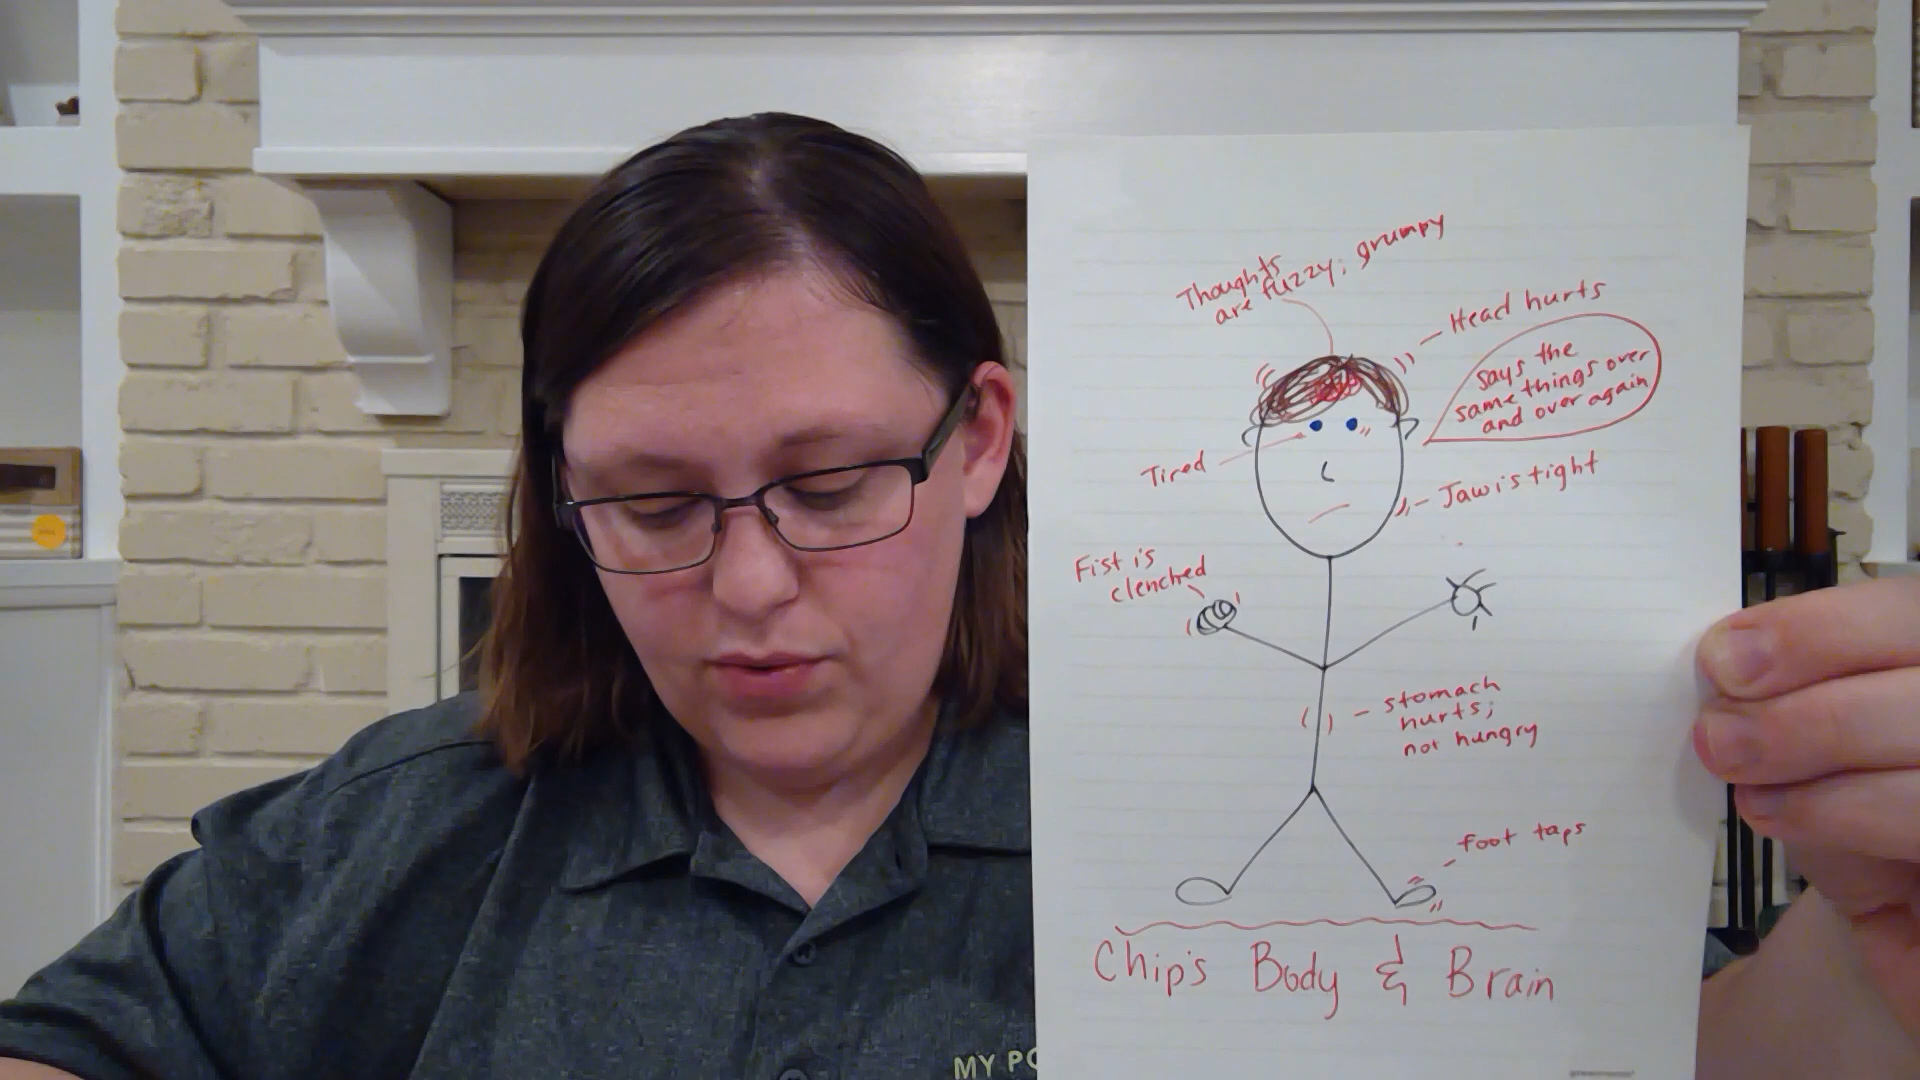 Thoughts
are fuzzy; grumpy
Head hurts
says the
same things over
and over again
Tired
Jaw is tight
Fist is
clenched
stomach
hurts;
not hungry
foot taps
Chip's Body & Brain
MY PO